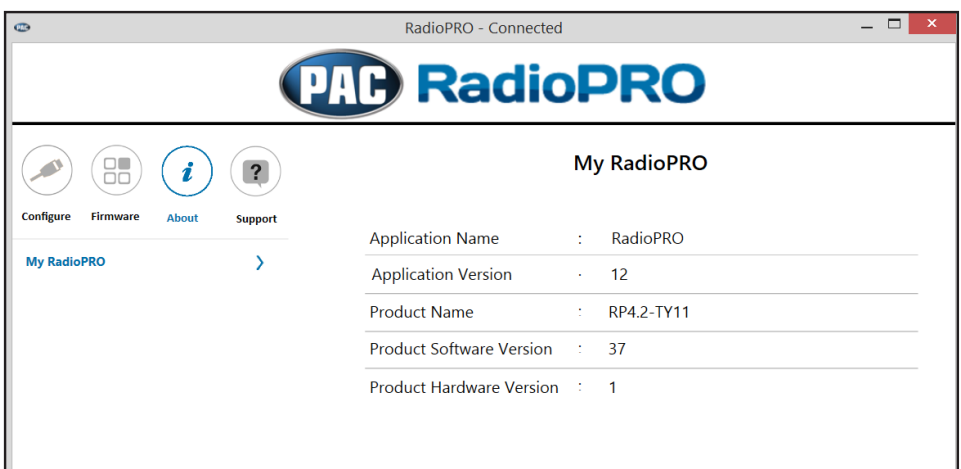 PAC
RadioPRO - Connected
PAC RadioPRO
i
?
Configure Firmware About Support
My RadioPRO
My RadioPRO
Application Name : RadioPRO
Application Version . 12
Product Name : RP4.2-TY11
Product Software Version : 37
Product Hardware Version : 1